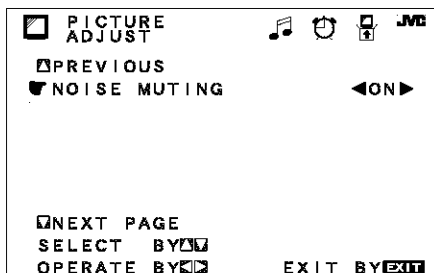 PICTURE
ADJUST
JVC
PREVIOUS
NOISE MUTING ◀ON▶
NEXT PAGE
SELECT BY
OPERATE BY EXIT BY EXIT